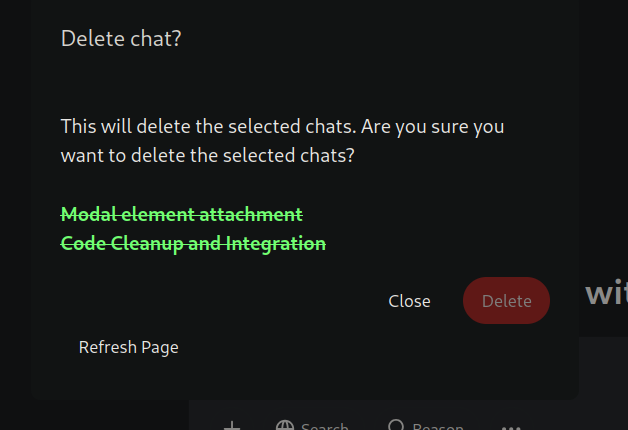 Delete chat?
This will delete the selected chats. Are you sure you
want to delete the selected chats?
Modal element attachment
Code Cleanup and Integration
Close
Delete
wit
Refresh Page
Search
Reason